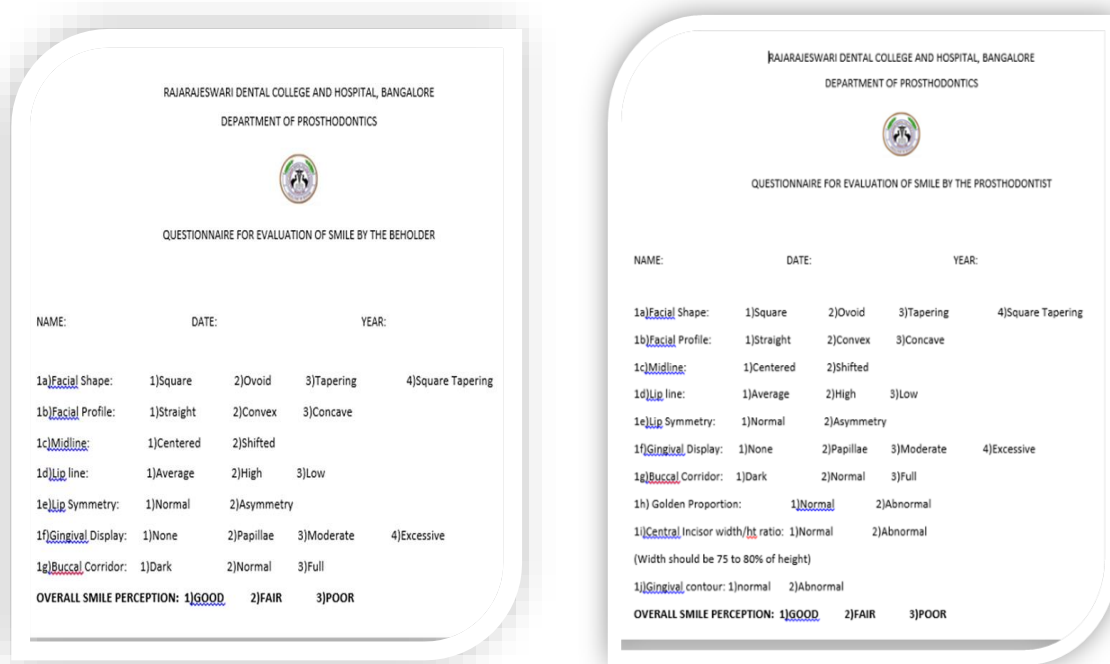 RAJARAJESWARI DENTAL COLLEGE AND HOSPITAL, BANGALORE
DEPARTMENT OF PROSTHODONTICS
QUESTIONNAIRE FOR EVALUATION OF SMILE BY THE BEHOLDER
NAME: DATE: YEAR:
1a)Facial Shape: 1)Square 2)Ovoid 3)Tapering 4)Square Tapering
1b)Facial Profile: 1)Straight 2)Convex 3)Concave
1c)Midline: 1)Centered 2)Shifted
1d)Lip line: 1)Average 2)High 3)Low
1e)Lip Symmetry: 1)Normal 2)Asymmetry
1f)Gingival Display: 1)None 2)Papillae 3)Moderate 4)Excessive
1g)Buccal Corridor: 1)Dark 2)Normal 3)Full
OVERALL SMILE PERCEPTION: 1)GOOD 2)FAIR 3)POOR
RAJARAJESWARI DENTAL COLLEGE AND HOSPITAL, BANGALORE
DEPARTMENT OF PROSTHODONTICS
QUESTIONNAIRE FOR EVALUATION OF SMILE BY THE PROSTHODONTIST
NAME: DATE: YEAR:
1a)Facial Shape: 1)Square 2)Ovoid 3)Tapering 4)Square Tapering
1b)Facial Profile: 1)Straight 2)Convex 3)Concave
1c)Midline: 1)Centered 2)Shifted
1d)Lip line: 1)Average 2)High 3)Low
1e)Lip Symmetry: 1)Normal 2)Asymmetry
1f)Gingival Display: 1)None 2)Papillae 3)Moderate 4)Excessive
1g)Buccal Corridor: 1)Dark 2)Normal 3)Full
1h) Golden Proportion: 1)Normal 2)Abnormal
1i)Central Incisor width/ht ratio: 1)Normal 2)Abnormal
(Width should be 75 to 80% of height)
1j)Gingival contour: 1)normal 2)Abnormal
OVERALL SMILE PERCEPTION: 1)GOOD 2)FAIR 3)POOR